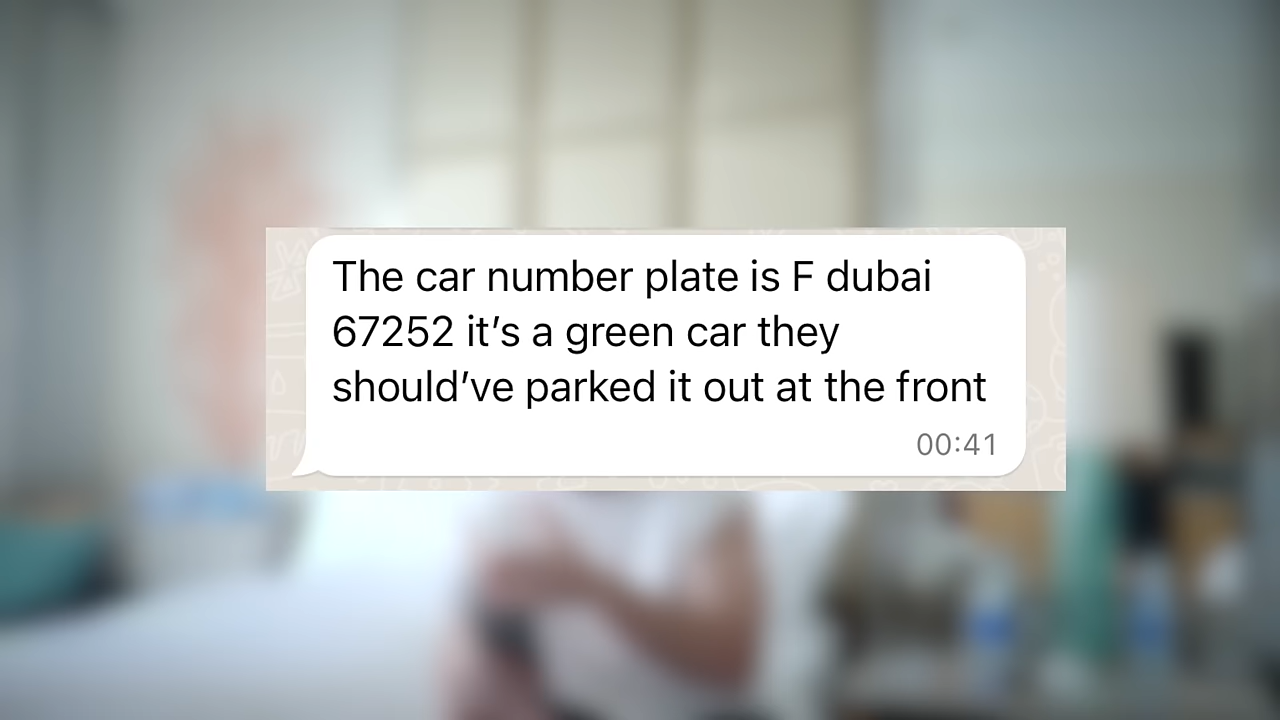 The car number plate is F dubai
67252 it’s a green car they
should’ve parked it out at the front
00:41